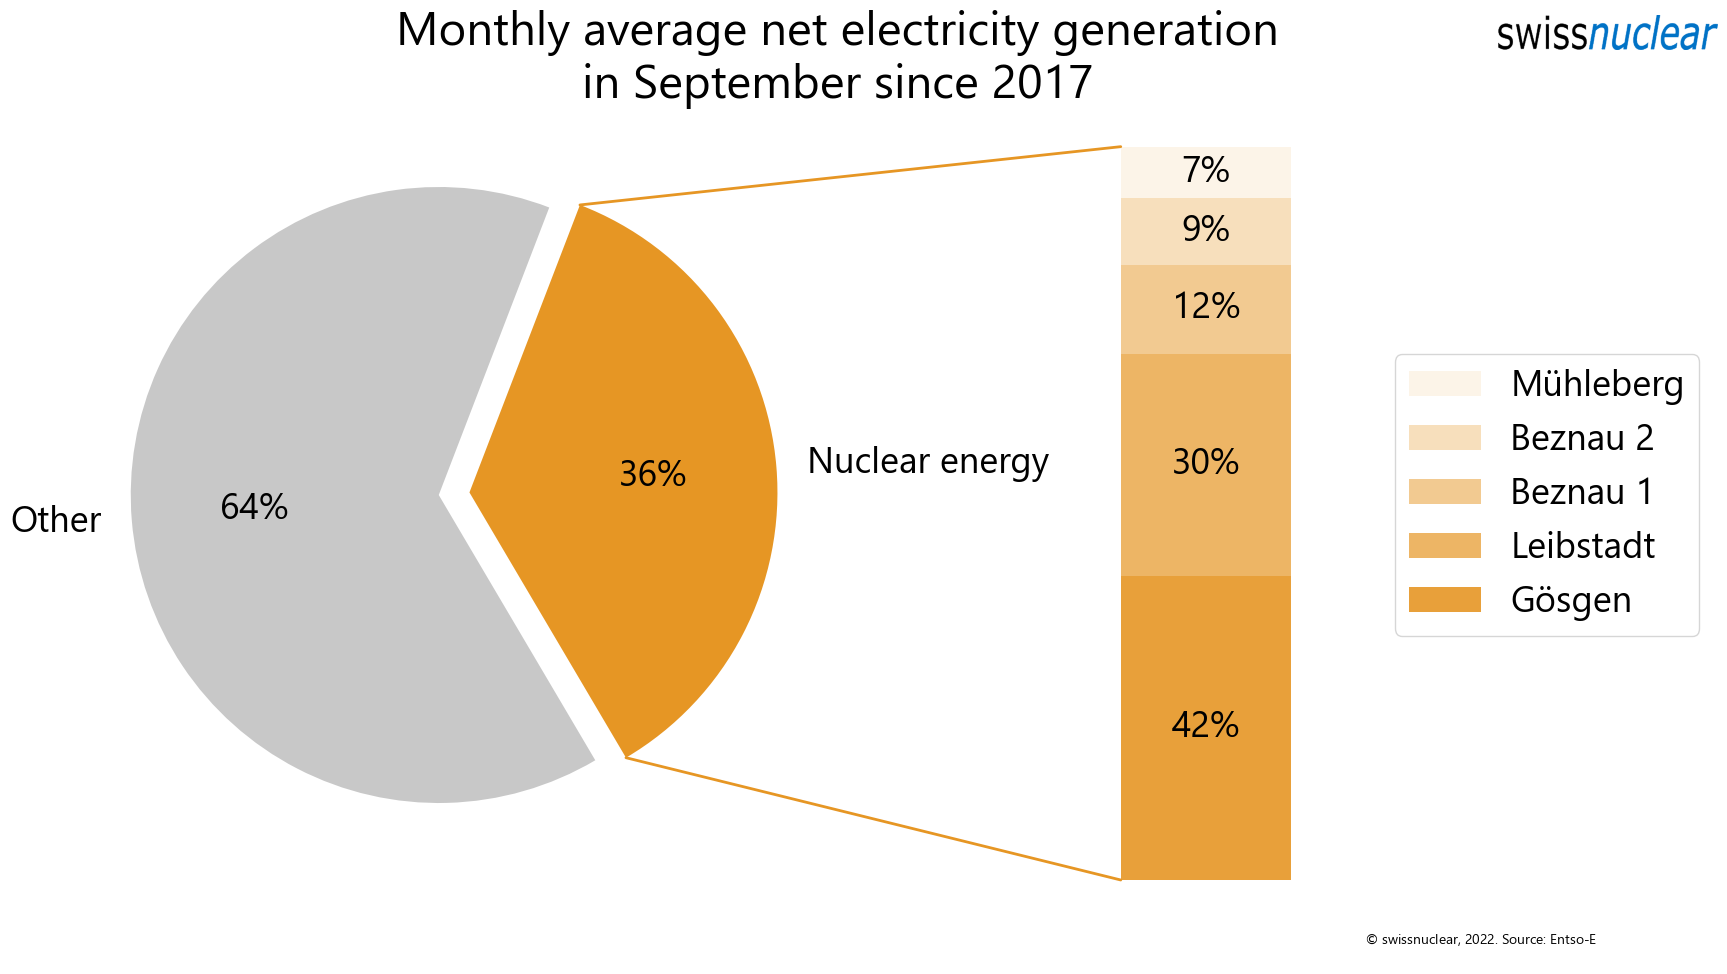 Monthly average net electricity generation
in September since 2017
swissnuclear
Other
64%
36%
Nuclear energy
7%
9%
12%
30%
42%
Mühleberg
Beznau 2
Beznau 1
Leibstadt
Gösgen
© swissnuclear, 2022. Source: Entso-E